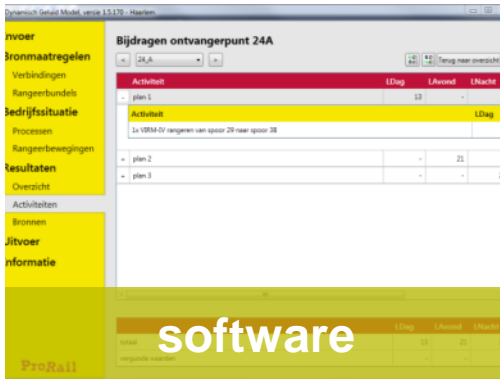 Dynamisch Geluid Model, versie 1.5.170 - Haarlem
nvoer
Bronmaatregelen
Verbindingen
Rangeerbundels
Bedrijfssituatie
Processen
Rangeerbewegingen
Resultaten
Overzicht
Activiteiten
Bronnen
Uitvoer
nformatie
ProRail
Bijdragen ontvangerpunt 24A
< 24_A > Terug naar overzicht
Activiteit LDag LAvond LNacht
- plan 1 13 -
Activiteit LDag
1x VIRM-IV rangeren van spoor 29 naar spoor 38
+ plan 2 - 21
+ plan 3 - -
LDag LAvond LNacht
totaal 13 21
vergunde waarden - -
software